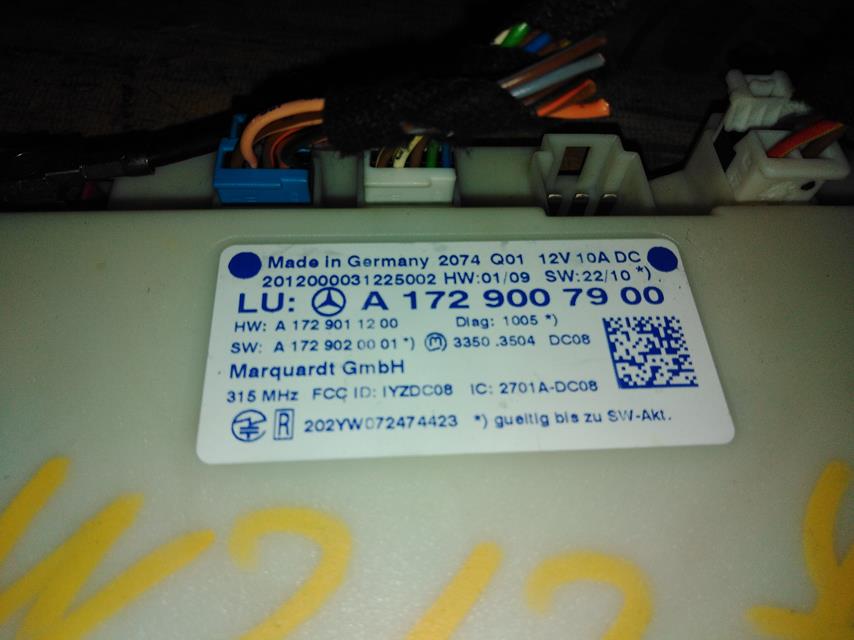 Made in Germany 2074 Q01 12V 10A DC
2012000031225002 HW:01/09 SW:22/10 *)
LU: A 172 900 79 00
HW: A 172 901 12 00 Diag: 1005 *)
SW: A 172 902 00 01 *) M 3350 .3504 DC08
Marquardt GmbH
315 MHz FCC ID: IYZDC08 IC: 2701A-DC08
R 202YW072474423 *) gueltig bis zu SW-Akt.
W212